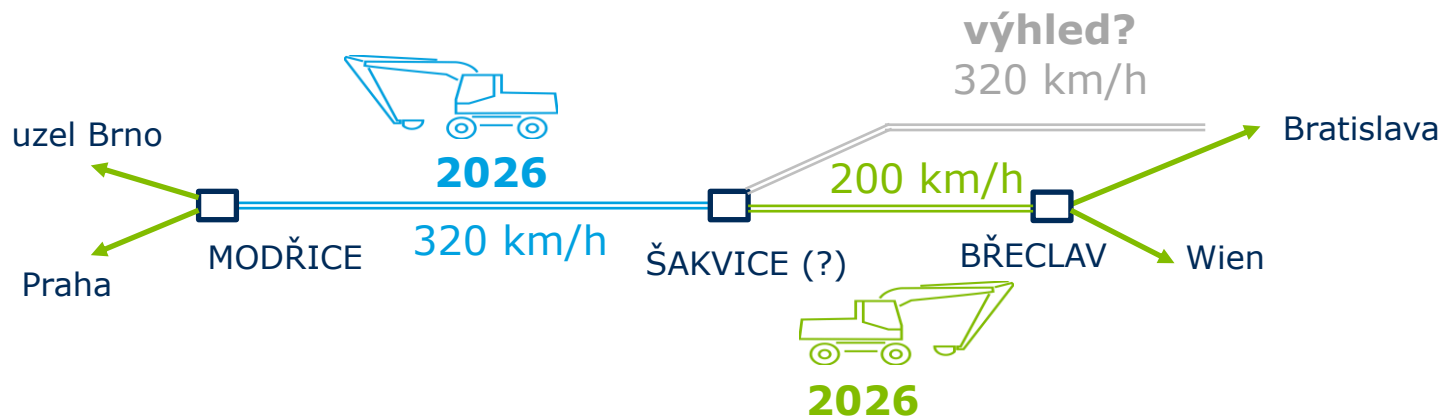 výhled?
320 km/h
uzel Brno
Bratislava
2026
200 km/h
320 km/h
MODŘICE
ŠAKVICE (?)
BŘECLAV
Wien
Praha
2026